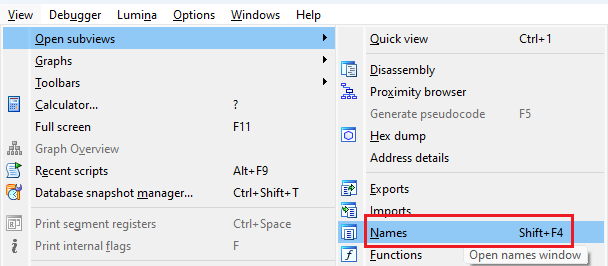 View Debugger Lumina Options Windows Help
Open subviews
Graphs
Toolbars
Calculator... ?
Full screen F11
Graph Overview
Recent scripts Alt+F9
Database snapshot manager... Ctrl+Shift+T
Print segment registers Ctrl+Space
Print internal flags F
Quick view Ctrl+1
Disassembly
Proximity browser
Generate pseudocode F5
Hex dump
Address details
Exports
Imports
Names Shift+F4
Functions
Open names window